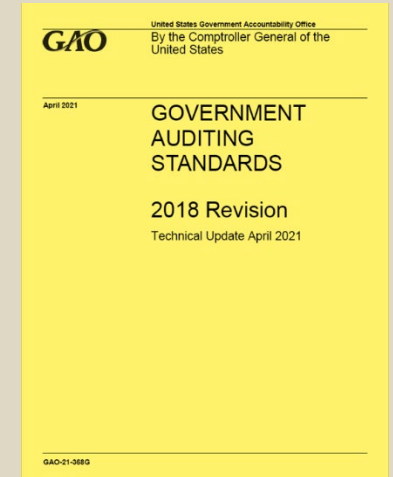 GAO
United States Government Accountability Office
By the Comptroller General of the
United States
April 2021
GOVERNMENT
AUDITING
STANDARDS
2018 Revision
Technical Update April 2021
GAO-21-368G